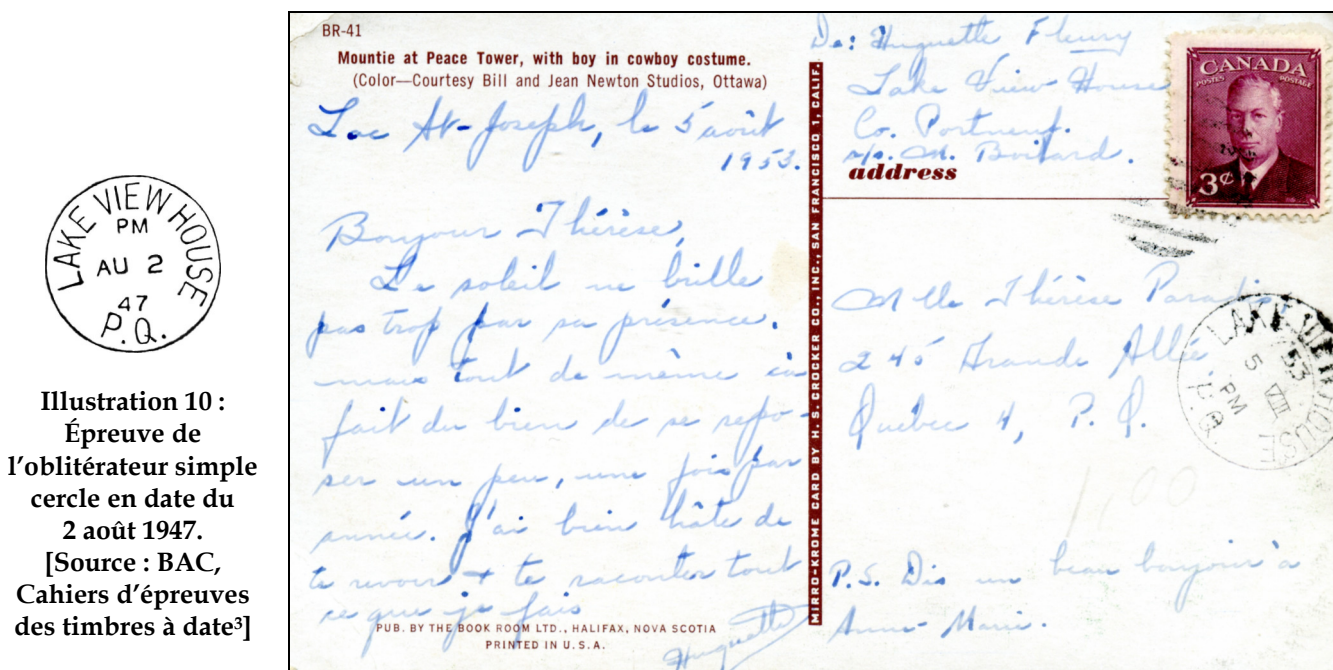 LAKE VIEW HOUSE
PM
AU 2
47
P.Q.
Illustration 10 :
Épreuve de
l'oblitérateur simple
cercle en date du
2 août 1947.
[Source : BAC,
Cahiers d'épreuves
des timbres à date³]
BR-41
Mountie at Peace Tower, with boy in cowboy costume.
(Color—Courtesy Bill and Jean Newton Studios, Ottawa)
Lac St-Joseph, le 5 août
1953.
Bonjour Thérèse,
Le soleil ne brille
pas trop par sa présence.
mais tout de même ça
fait du bien de se repo-
ser un peu, une fois par
année. J'ai bien hâte de
te revoir + te raconter tout
ce que je fais
Huguette
PUB. BY THE BOOK ROOM LTD., HALIFAX, NOVA SCOTIA
PRINTED IN U.S.A.
MIRRO-KROME CARD BY H. S. CROCKER CO., INC., SAN FRANCISCO 1, CALIF.
De: Huguette Fleury
Lake View House
Co. Portneuf.
M. Boilard.
address
CANADA
POSTES POSTAGE
3¢
Mlle Thérèse Paradis
245 Grande Allée
Québec 4, P.Q.
LAKE VIEW HOUSE
53
5 VIII
PM
P.Q.
100
P.S. Dis un beau bonjour à
Anne-Marie.